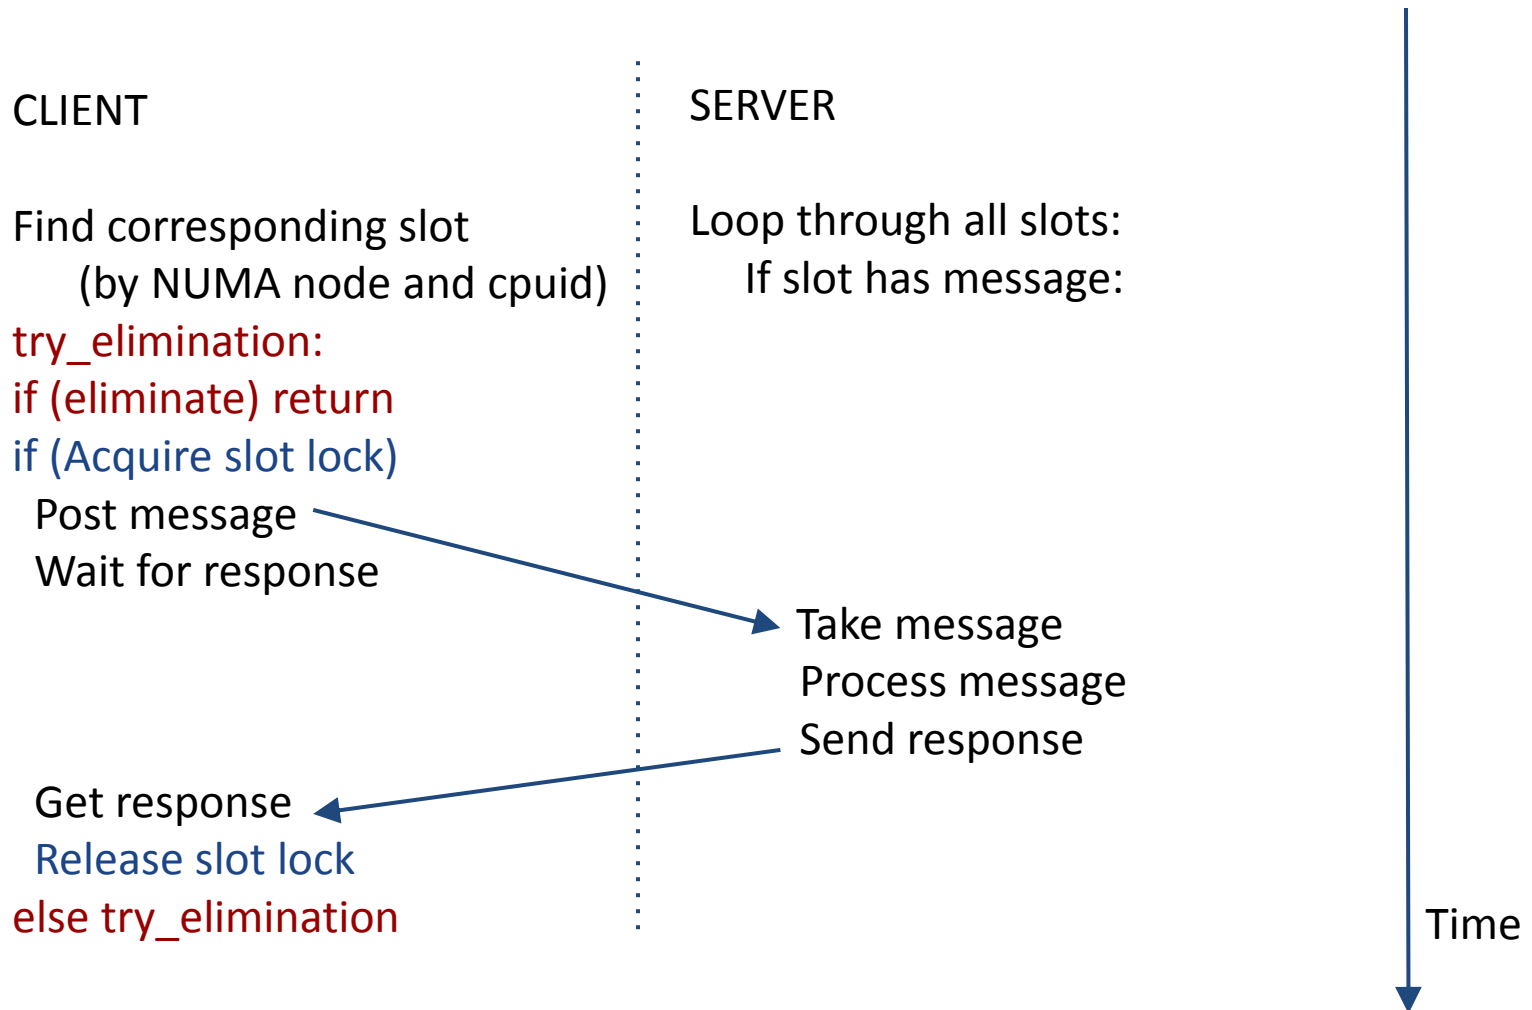 CLIENT
Find corresponding slot
(by NUMA node and cpuid)
try_elimination:
if (eliminate) return
if (Acquire slot lock)
Post message
Wait for response
Get response
Release slot lock
else try_elimination
SERVER
Loop through all slots:
If slot has message:
Take message
Process message
Send response
Time